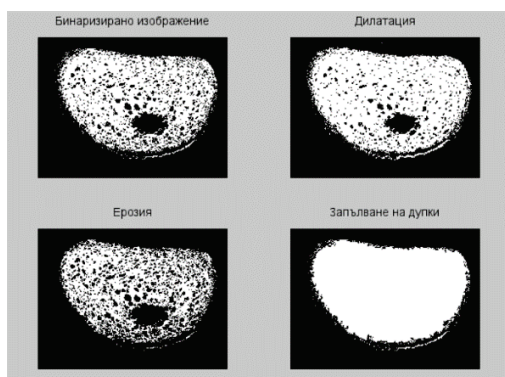 Бинаризирано изображение
Дилатация
Ерозия
Запълване на дупки